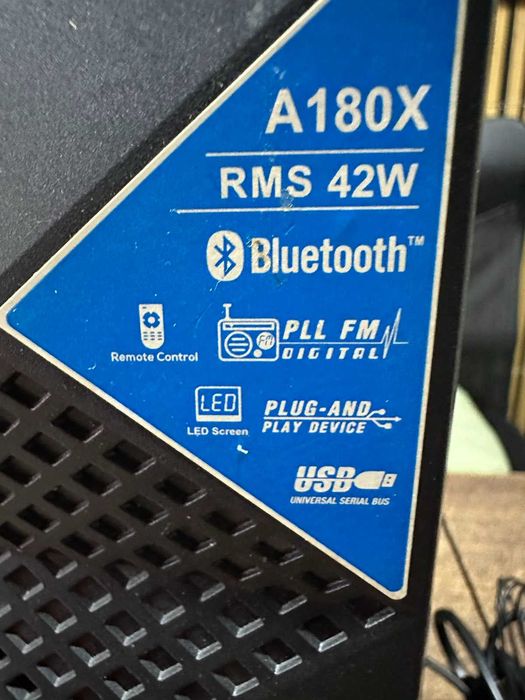 A180X
RMS 42W
Bluetooth™
Remote Control
FM
PLL FM
DIGITAL
LED
LED Screen
PLUG-AND
PLAY DEVICE
USB
UNIVERSAL SERIAL BUS